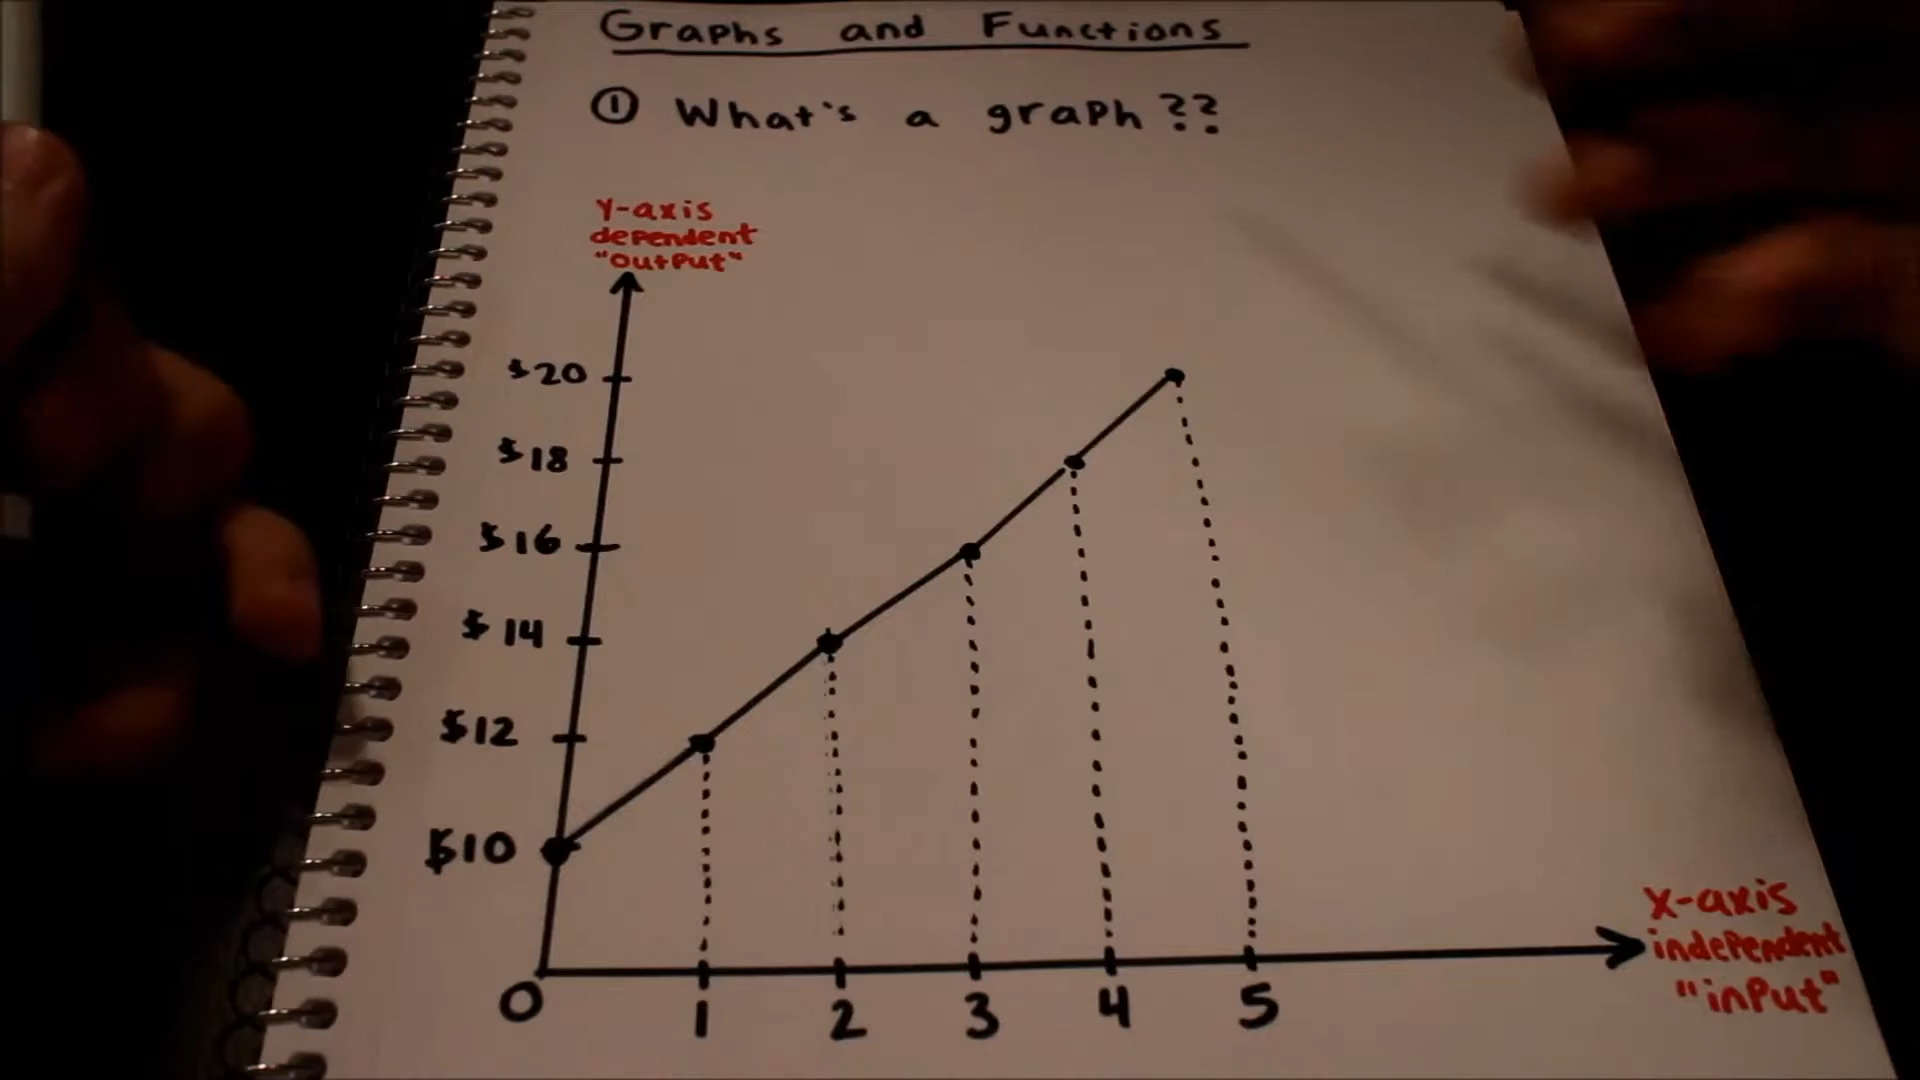 Graphs and Functions
① What's a graph??
Y-axis
dependent
"output"
$20
$18
$16
$14
$12
$10
0 1 2 3 4 5
X-axis
independent
"input"